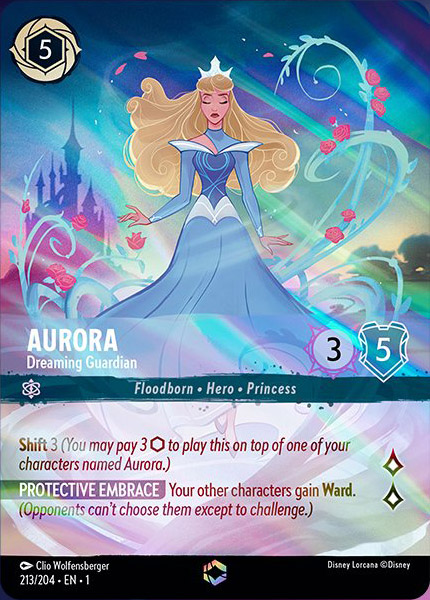 5
AURORA
Dreaming Guardian
3
5
Floodborn • Hero • Princess
Shift 3 (You may pay 3 to play this on top of one of your
characters named Aurora.)
PROTECTIVE EMBRACE Your other characters gain Ward.
(Opponents can't choose them except to challenge.)
Clio Wolfensberger
Disney Lorcana ©Disney
213/204 • EN • 1